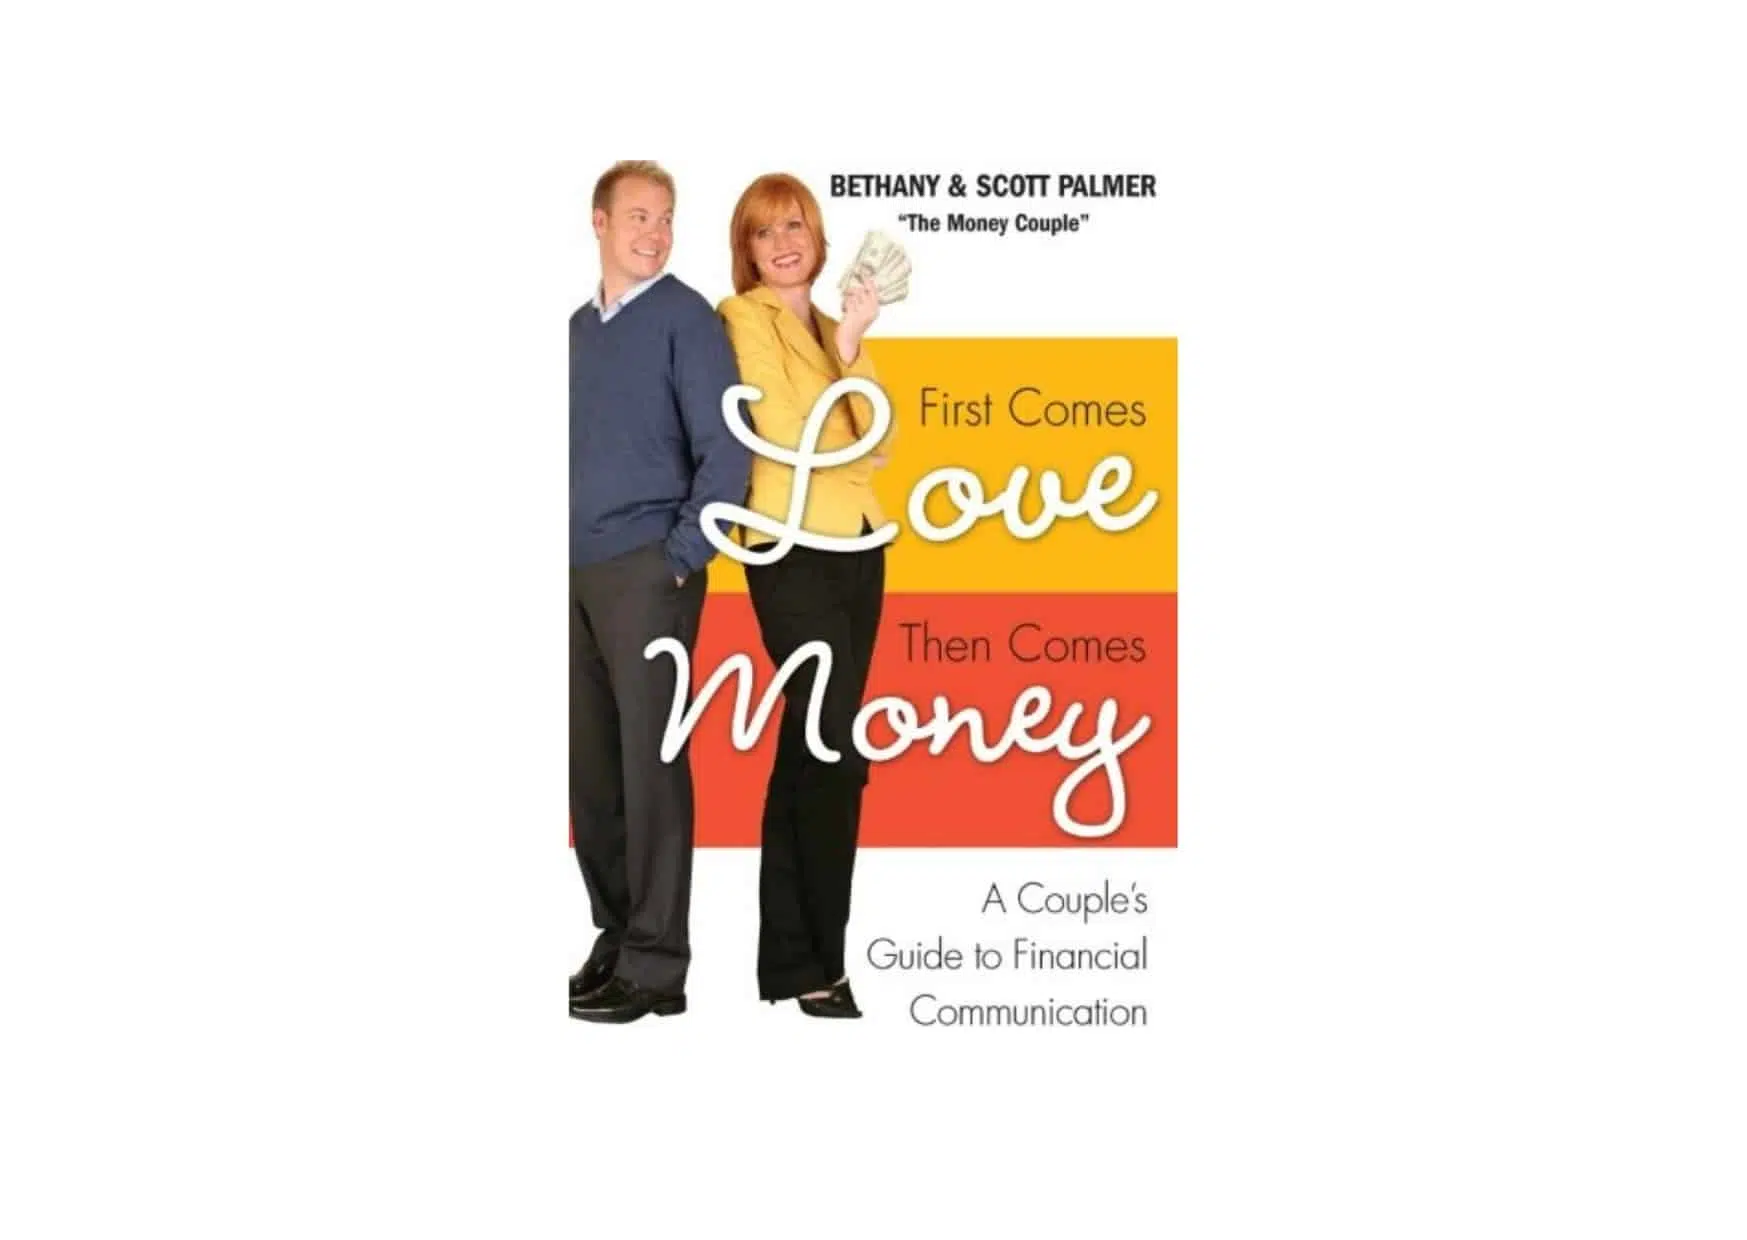 BETHANY & SCOTT PALMER
"The Money Couple"
First Comes
Love
Then Comes
Money
A Couple's
Guide to Financial
Communication